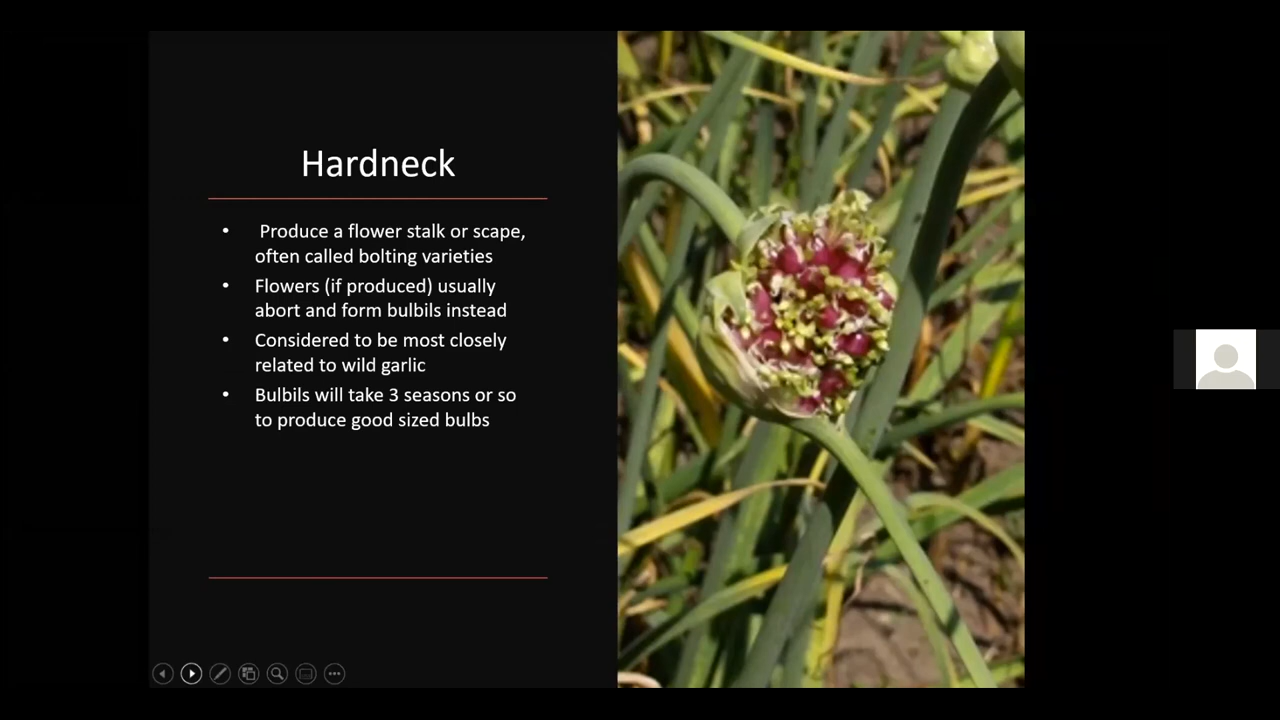 Hardneck
• Produce a flower stalk or scape,
often called bolting varieties
• Flowers (if produced) usually
abort and form bulbils instead
• Considered to be most closely
related to wild garlic
• Bulbils will take 3 seasons or so
to produce good sized bulbs